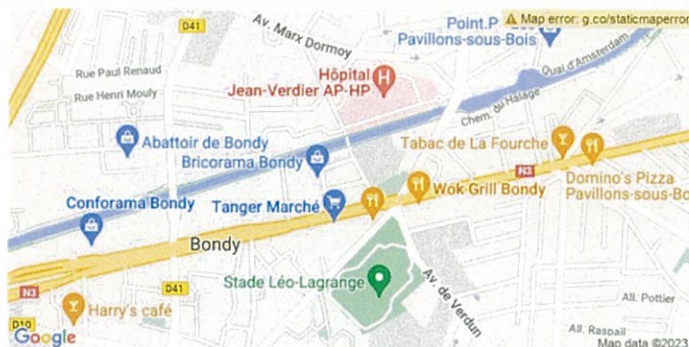 D41
Av. Marx Dormoy
Point.P
Pavillons-sous-Bois
Map error: g.co/staticmaperror
Rue Paul Renaud
Rue Henri Mouly
Hôpital
Jean-Verdier AP-HP
Quai d'Amsterdam
Chem. du Halage
Abattoir de Bondy
Bricorama Bondy
Tabac de La Fourche
N3
Domino's Pizza
Pavillons-sous-Bo
Conforama Bondy
Tanger Marché
Wok Grill Bondy
Bondy
Stade Léo-Lagrange
Av. de Verdun
N3
D41
Harry's café
All. Pottier
D10
Google
All. Raspail
Map data ©2023